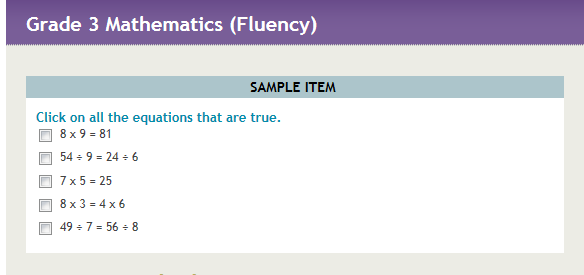 Grade 3 Mathematics (Fluency)
SAMPLE ITEM
Click on all the equations that are true.
8 x 9 = 81
54 ÷ 9 = 24 ÷ 6
7 x 5 = 25
8 x 3 = 4 x 6
49 ÷ 7 = 56 ÷ 8